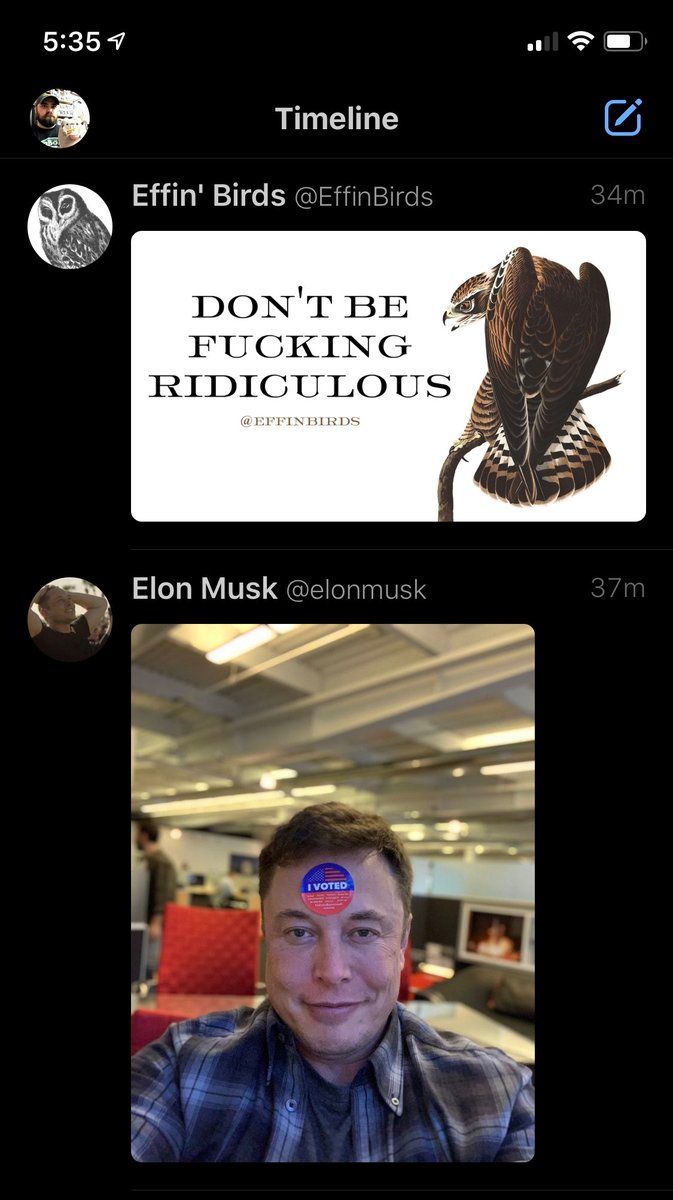 5:35
Timeline
Effin' Birds @EffinBirds 34m
DON'T BE
FUCKING
RIDICULOUS
@EFFINBIRDS
Elon Musk @elonmusk 37m
I VOTED